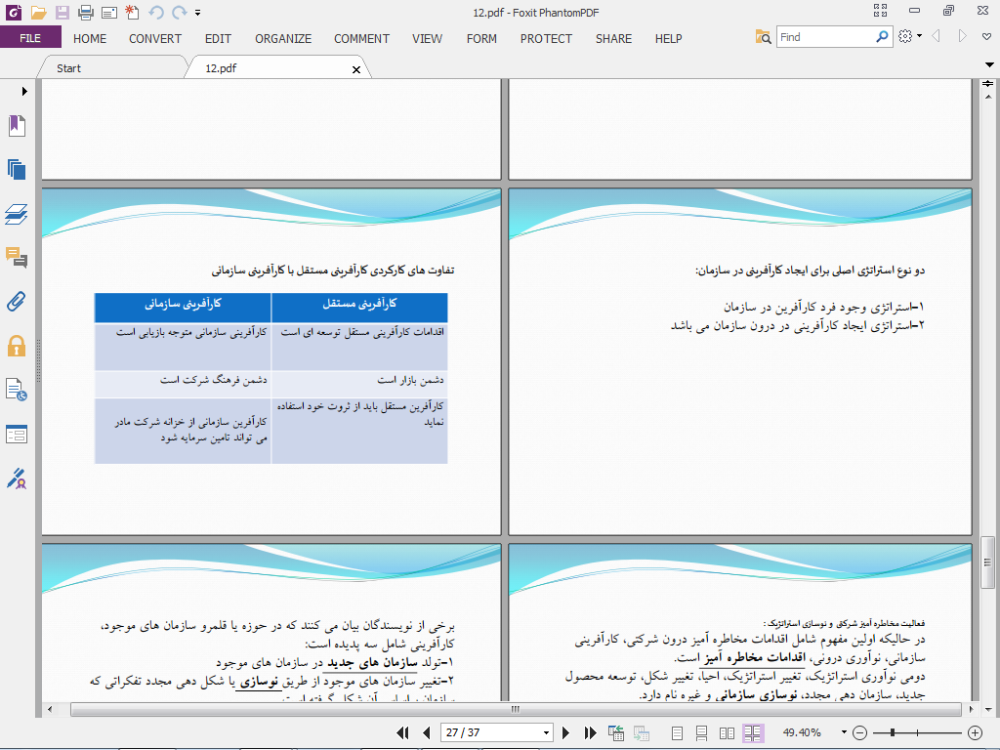 12.pdf - Foxit PhantomPDF
FILE HOME CONVERT EDIT ORGANIZE COMMENT VIEW FORM PROTECT SHARE HELP
Find
Start
12.pdf
تفاوت های کارکردی کارآفرینی مستقل با کارآفرینی سازمانی
کارآفرینی مستقل کارآفرینی سازمانی
اقدامات کارآفرینی مستقل توسعه ای است کارآفرینی سازمانی متوجه بازیابی است
دشمن بازار است دشمن فرهنگ شرکت است
کارآفرین مستقل باید از ثروت خود استفاده
نماید
کارآفرین سازمانی از خزانه شرکت مادر
می تواند تامین سرمایه شود
دو نوع استراتژی اصلی برای ایجاد کارآفرینی در سازمان:
۱-استراتژی وجود فرد کارآفرین در سازمان
۲-استراتژی ایجاد کارآفرینی در درون سازمان می باشد
برخی از نویسندگان بیان می کنند که در حوزه یا قلمرو سازمان های موجود،
کارآفرینی شامل سه پدیده است:
۱-تولد سازمان های جدید در سازمان های موجود
۲-تغییر سازمان های موجود از طریق نوسازی یا شکل دهی مجدد تفکراتی که
فعالیت مخاطره آمیز شرکتی و نوسازی استراتژیک :
در حالیکه اولین مفهوم شامل اقدامات مخاطره آمیز درون شرکتی، کارآفرینی
سازمانی، نوآوری درونی، اقدامات مخاطره آمیز است.
دومی نوآوری استراتژیک، تغییر استراتژیک، احیا، تغییر شکل، توسعه محصول
جدید، سازمان دهی مجدد، نوسازی سازمانی و غیره نام دارد.
27 / 37
49.40%